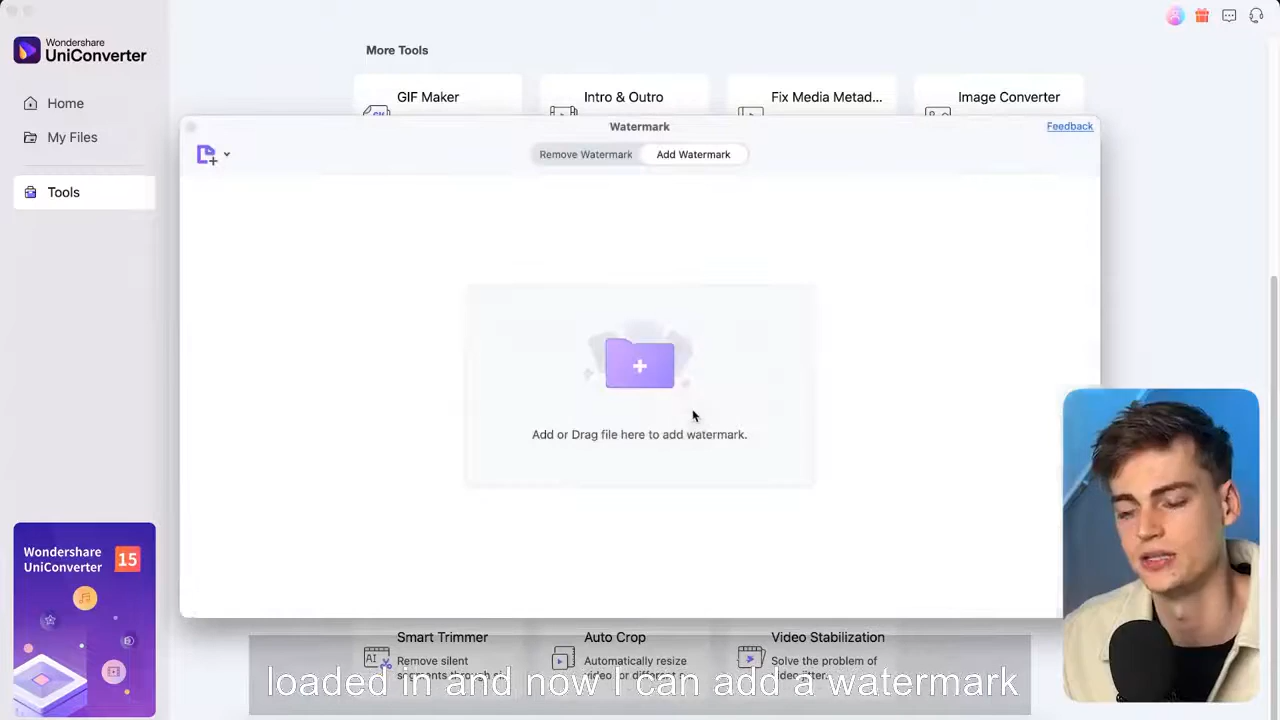 Wondershare
UniConverter
Home
My Files
Tools
Wondershare
UniConverter 15
More Tools
GIF Maker
Intro & Outro
Fix Media Metad...
Image Converter
Watermark
Feedback
Remove Watermark
Add Watermark
Add or Drag file here to add watermark.
Smart Trimmer
Remove silent
Auto Crop
Automatically resize
Video Stabilization
Solve the problem of
loaded in and now I can add a watermark